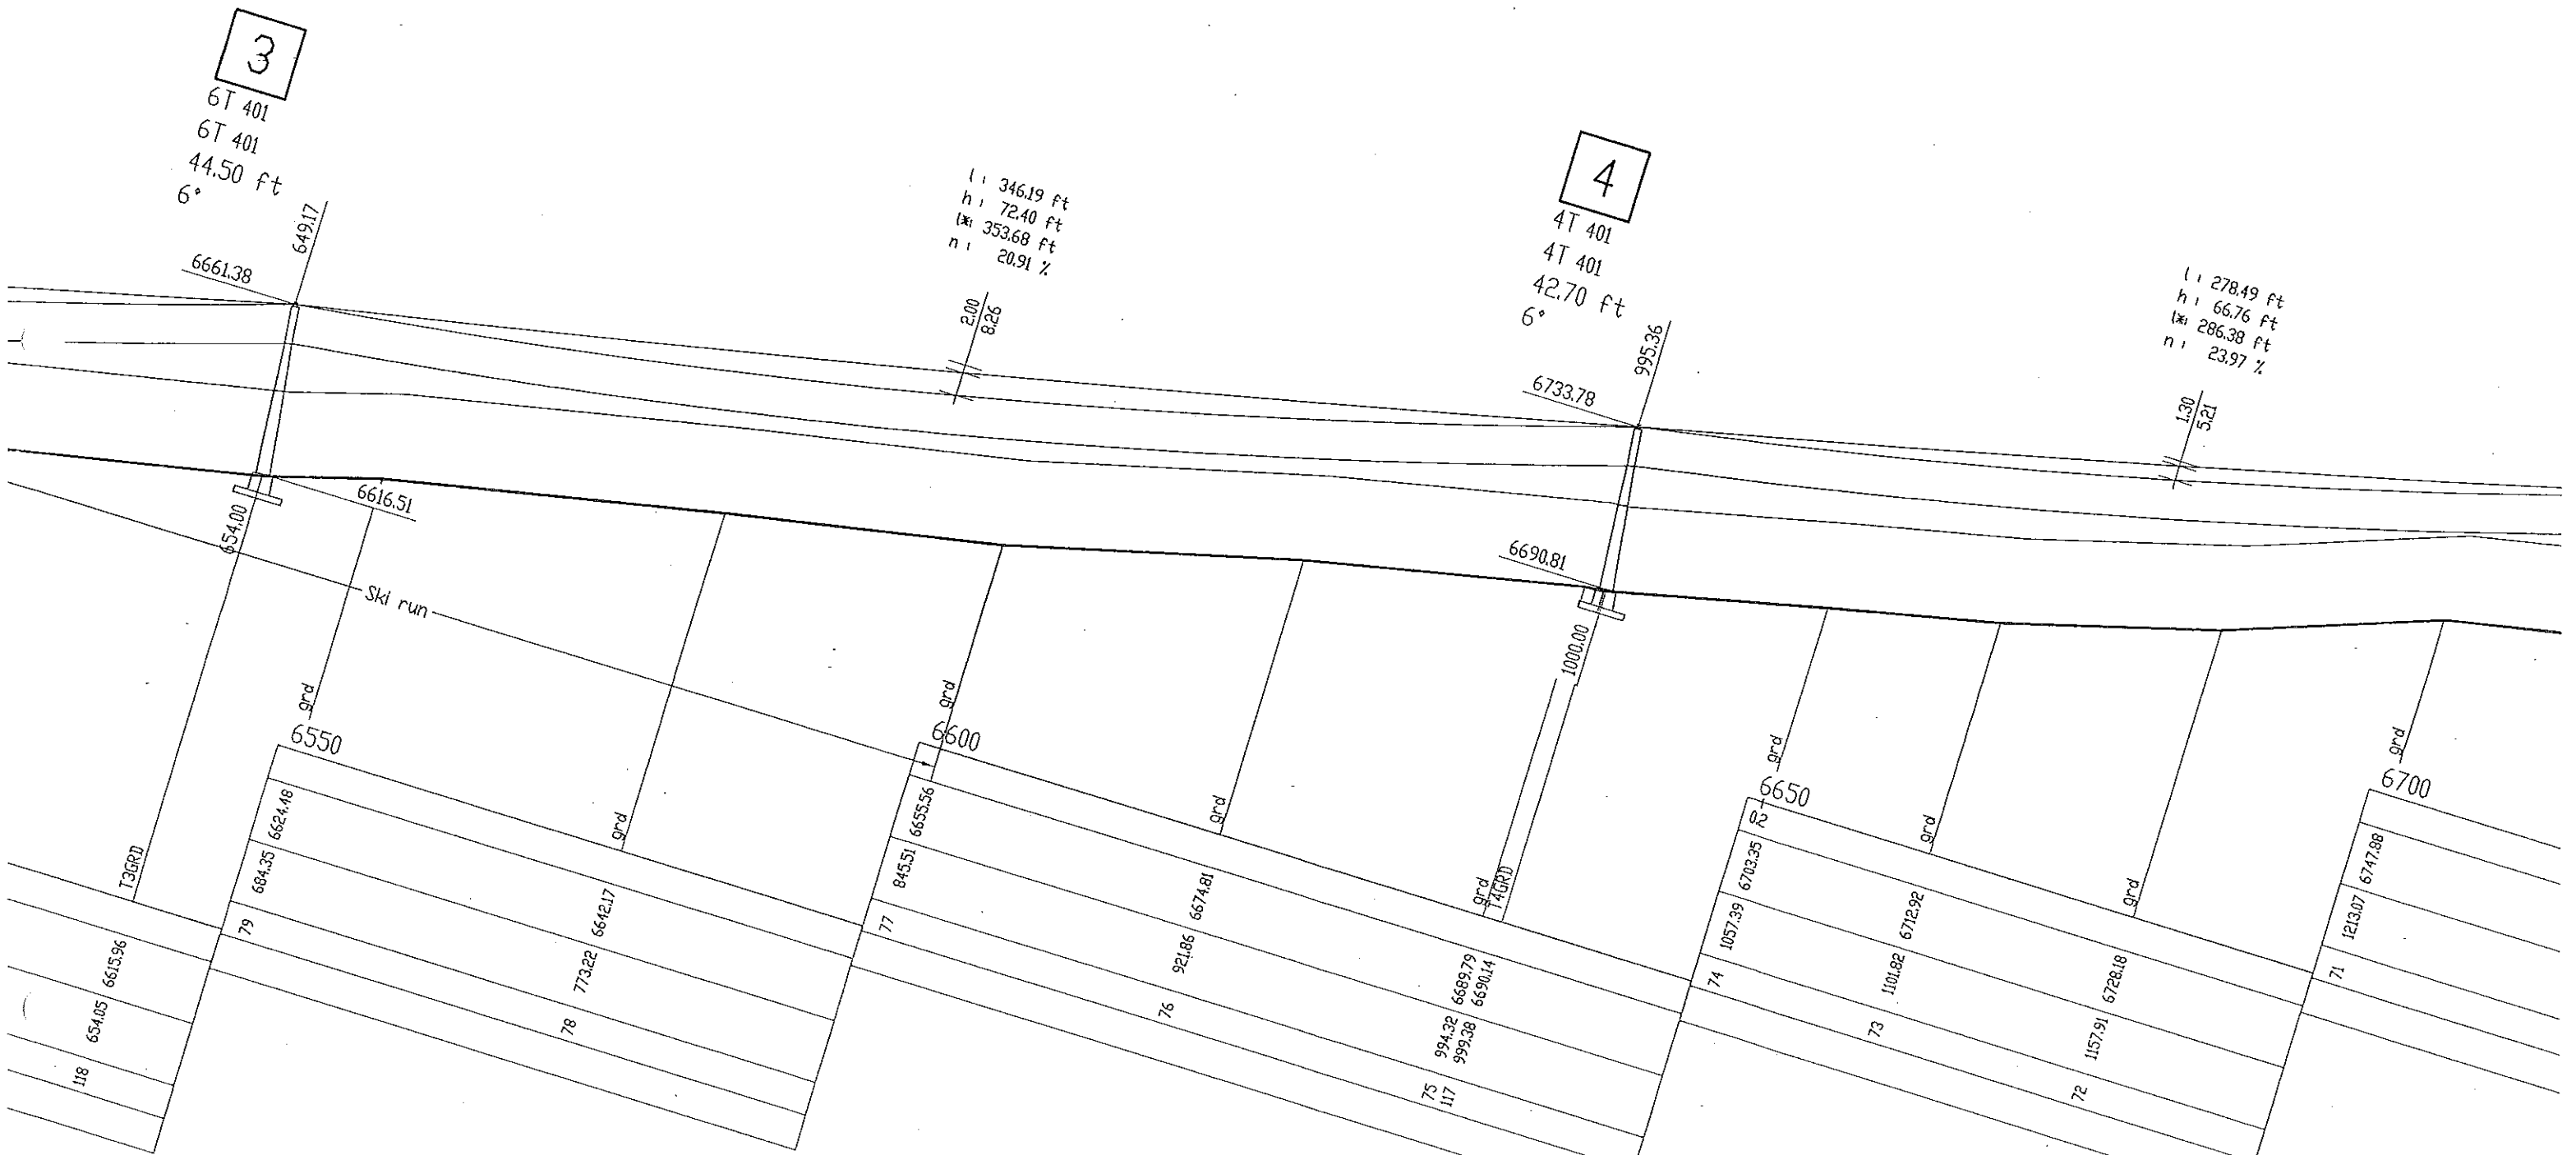 3
6T 401
6T 401
44.50 ft
6°
649.17
6661.38
l: 346.19 ft
h: 72.40 ft
l*: 353.68 ft
n: 20.91 %
2.00
8.26
4
4T 401
4T 401
42.70 ft
6°
995.36
6733.78
l: 278.49 ft
h: 66.76 ft
l*: 286.38 ft
n: 23.97 %
1.30
5.21
6616.51
654.00
Ski run
6690.81
1000.00
T3GRD
grd
grd
grd
grd
grd
T4GRD
grd
grd
grd
grd
6550
6600
6650
6700
0.2
6615.96
6624.48
6642.17
6655.56
6674.81
6689.79
6690.14
6703.35
6712.92
6728.18
6747.88
654.05
684.35
773.22
845.51
921.86
994.32
999.38
1057.39
1101.82
1157.91
1213.07
118
79
78
77
76
75
117
74
73
72
71